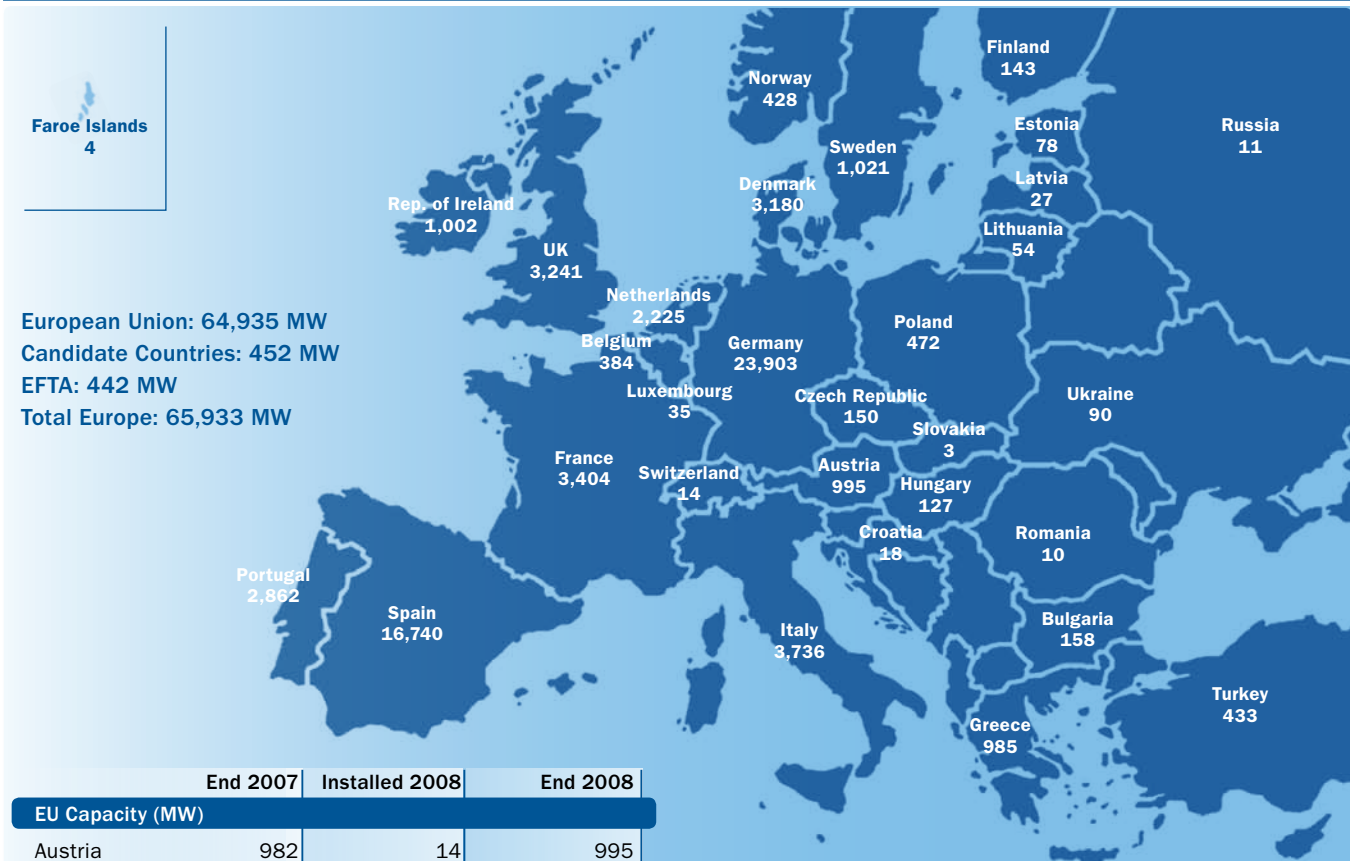 Faroe Islands
4
Norway
428
Finland
143
Sweden
1,021
Estonia
78
Russia
11
Latvia
27
Denmark
3,180
Lithuania
54
Rep. of Ireland
1,002
UK
3,241
Netherlands
2,225
Belgium
384
Germany
23,903
Poland
472
Luxembourg
35
Czech Republic
150
Ukraine
90
Slovakia
3
European Union: 64,935 MW
Candidate Countries: 452 MW
EFTA: 442 MW
Total Europe: 65,933 MW
France
3,404
Switzerland
14
Austria
995
Hungary
127
Croatia
18
Romania
10
Portugal
2,862
Spain
16,740
Italy
3,736
Bulgaria
158
Greece
985
Turkey
433
End 2007 Installed 2008 End 2008
EU Capacity (MW)
Austria 982 14 995